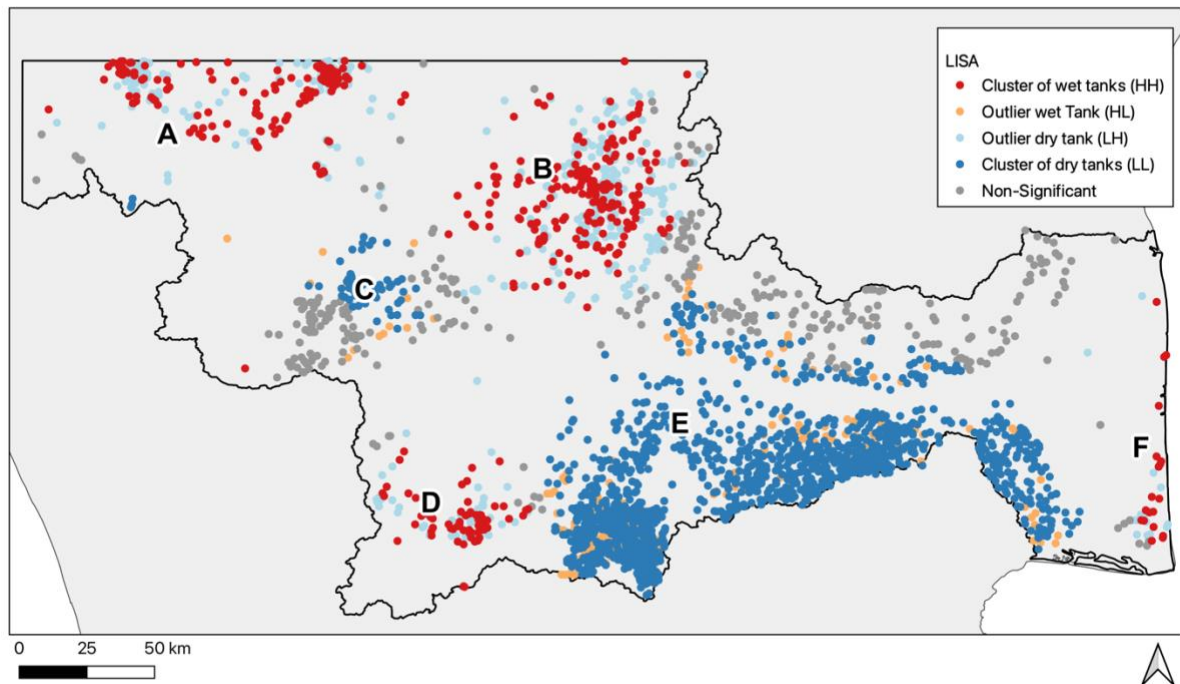 LISA
Cluster of wet tanks (HH)
Outlier wet Tank (HL)
Outlier dry tank (LH)
Cluster of dry tanks (LL)
Non-Significant
A
B
C
E
F
D
0 25 50 km